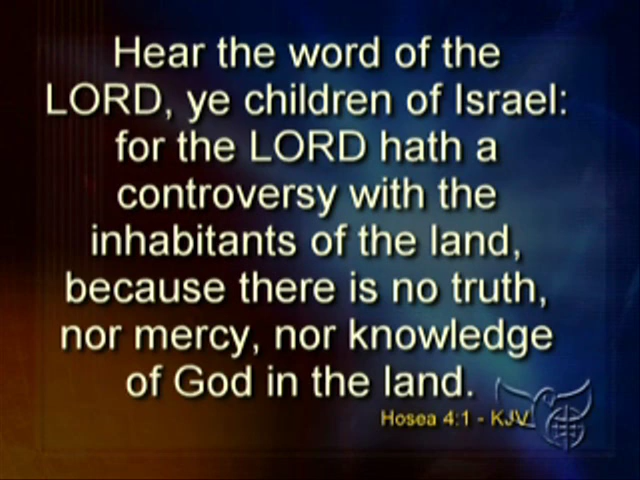 Hear the word of the
LORD, ye children of Israel:
for the LORD hath a
controversy with the
inhabitants of the land,
because there is no truth,
nor mercy, nor knowledge
of God in the land.
Hosea 4:1 - KJV